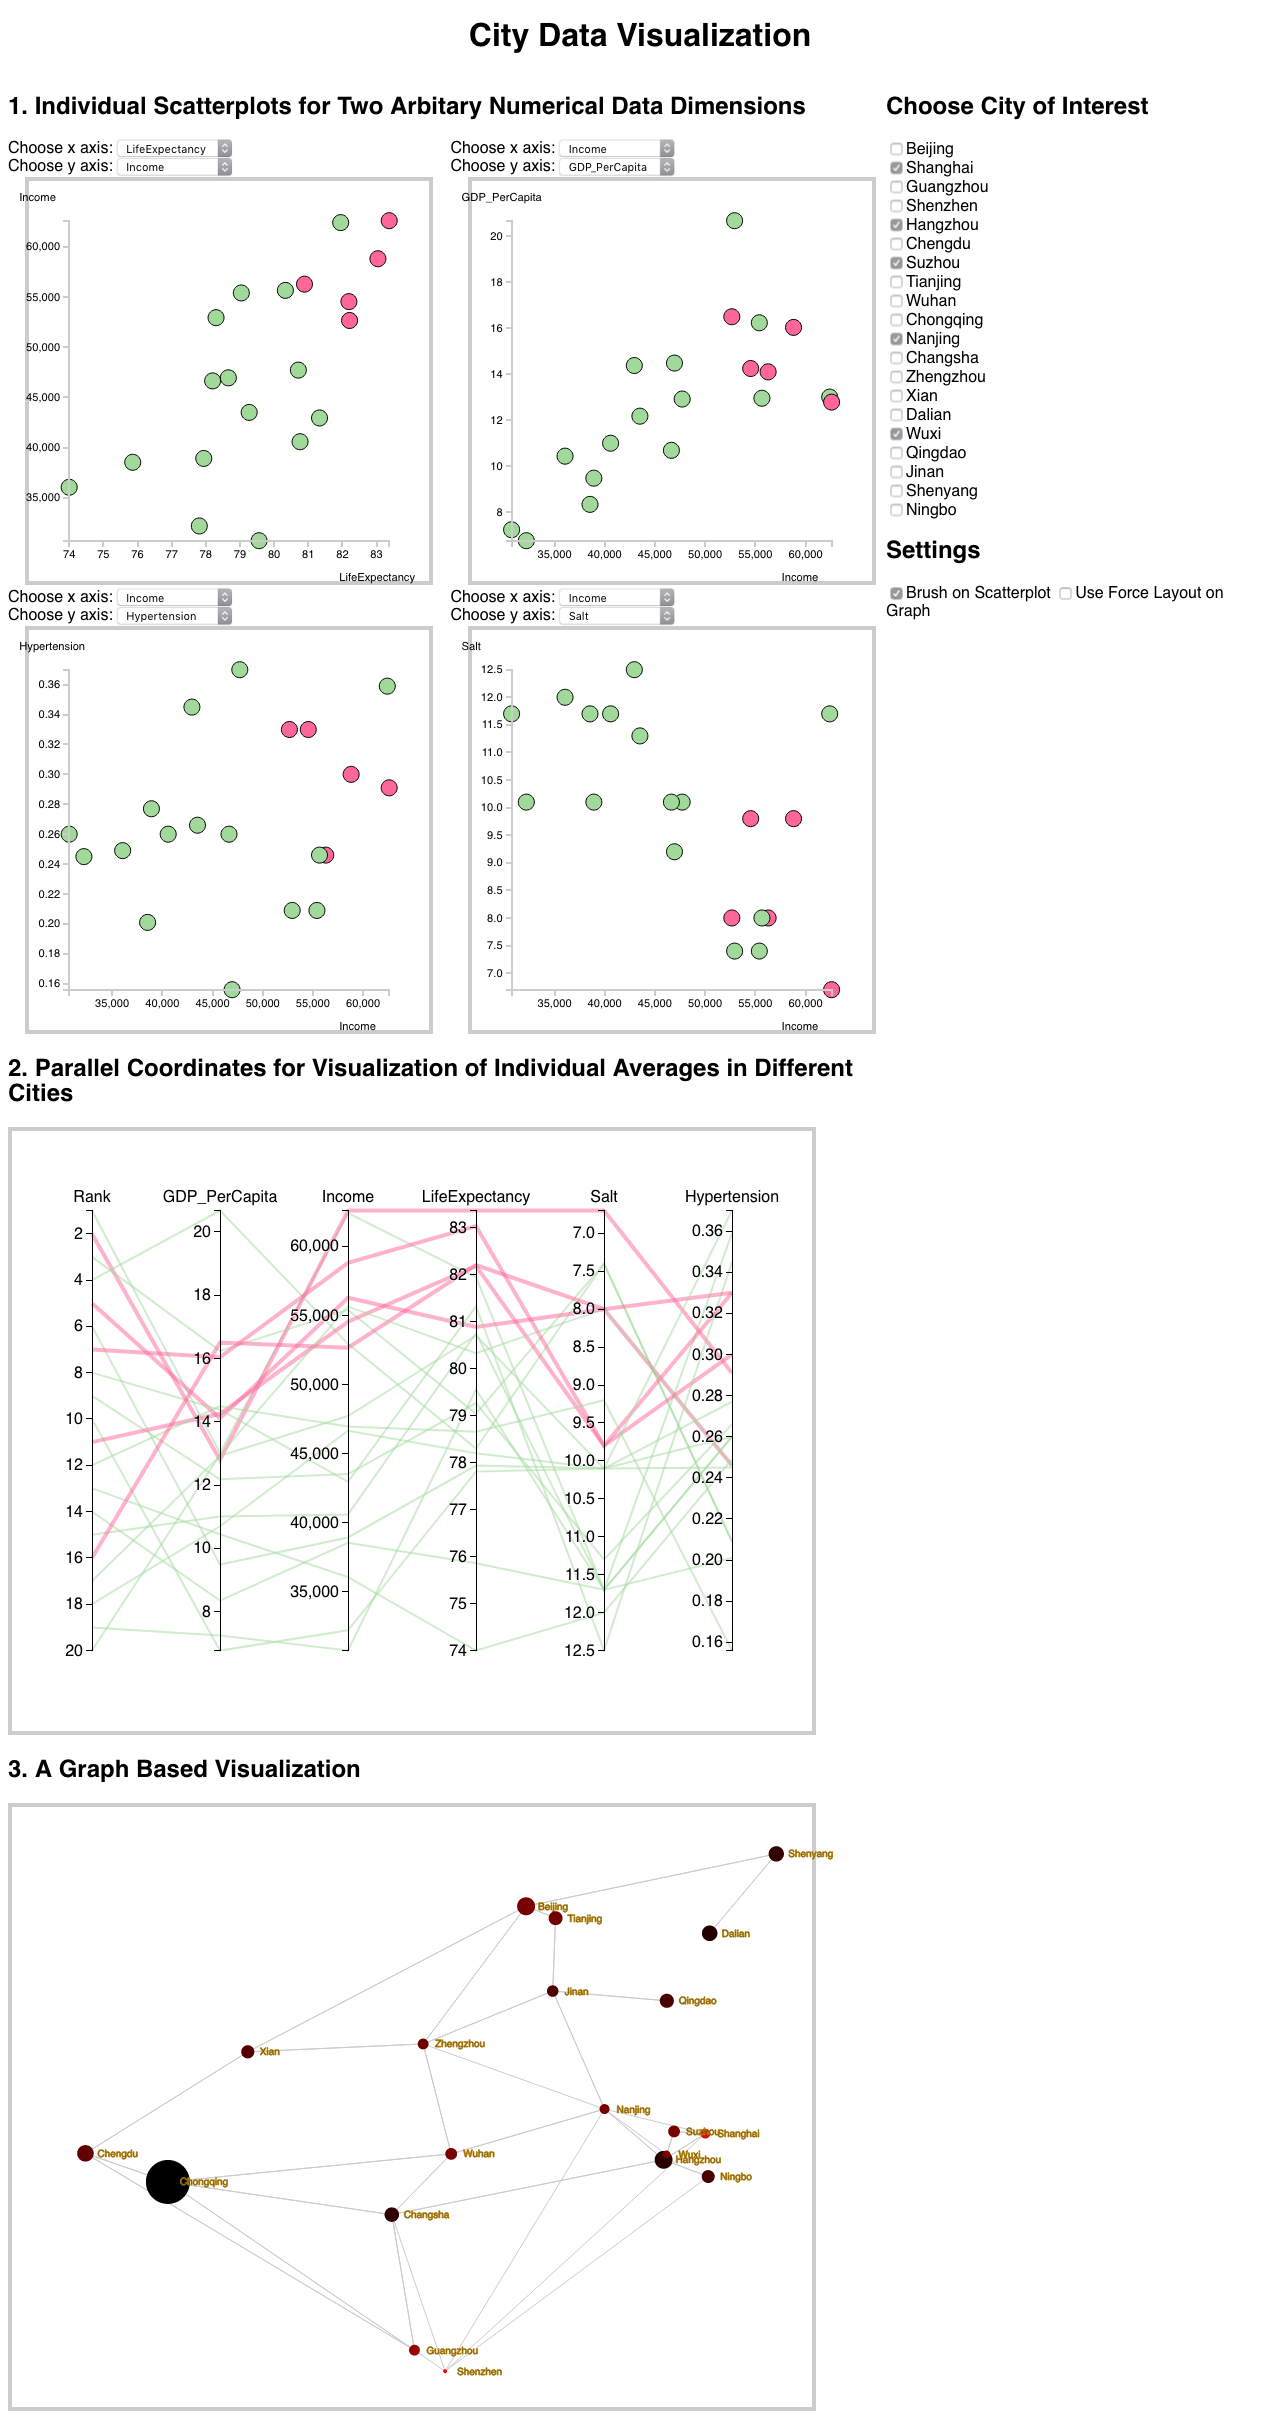 City Data Visualization
1. Individual Scatterplots for Two Arbitary Numerical Data Dimensions
Choose x axis: LifeExpectancy
Choose y axis: Income
Income
60,000
55,000
50,000
45,000
40,000
35,000
74 75 76 77 78 79 80 81 82 83
LifeExpectancy
Choose x axis: Income
Choose y axis: GDP_PerCapita
GDP_PerCapita
20
18
16
14
12
10
8
35,000 40,000 45,000 50,000 55,000 60,000
Income
Choose x axis: Income
Choose y axis: Hypertension
Hypertension
0.36
0.34
0.32
0.30
0.28
0.26
0.24
0.22
0.20
0.18
0.16
35,000 40,000 45,000 50,000 55,000 60,000
Income
Choose x axis: Income
Choose y axis: Salt
Salt
12.5
12.0
11.5
11.0
10.5
10.0
9.5
9.0
8.5
8.0
7.5
7.0
35,000 40,000 45,000 50,000 55,000 60,000
Income
Choose City of Interest
Beijing
Shanghai
Guangzhou
Shenzhen
Hangzhou
Chengdu
Suzhou
Tianjing
Wuhan
Chongqing
Nanjing
Changsha
Zhengzhou
Xian
Dalian
Wuxi
Qingdao
Jinan
Shenyang
Ningbo
Settings
Brush on Scatterplot Use Force Layout on
Graph
2. Parallel Coordinates for Visualization of Individual Averages in Different
Cities
Rank
2
4
6
8
10
12
14
16
18
20
GDP_PerCapita
20
18
16
14
12
10
8
Income
60,000
55,000
50,000
45,000
40,000
35,000
LifeExpectancy
83
82
81
80
79
78
77
76
75
74
Salt
7.0
7.5
8.0
8.5
9.0
9.5
10.0
10.5
11.0
11.5
12.0
12.5
Hypertension
0.36
0.34
0.32
0.30
0.28
0.26
0.24
0.22
0.20
0.18
0.16
3. A Graph Based Visualization
Shenyang
Beijing
Tianjing
Dalian
Jinan
Qingdao
Zhengzhou
Xian
Nanjing
Suzhou
Shanghai
Chengdu
Wuhan
Wuxi
Hangzhou
Ningbo
Chongqing
Changsha
Guangzhou
Shenzhen